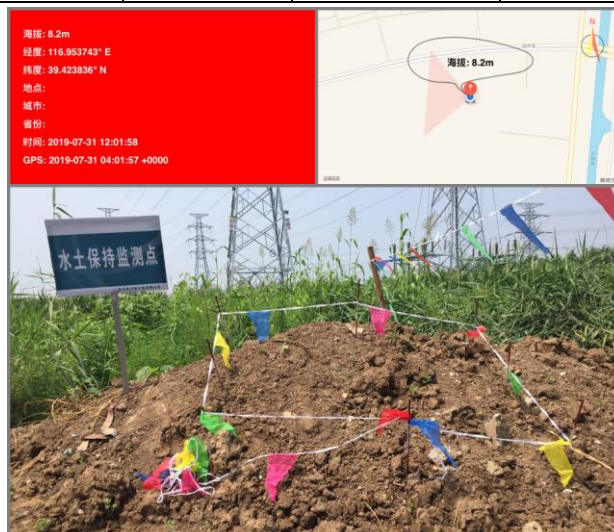 海拔: 8.2m
经度: 116.953743° E
纬度: 39.423836° N
地点:
城市:
省份:
时间: 2019-07-31 12:01:58
GPS: 2019-07-31 04:01:57 +0000
海拔: 8.2m
N
水土保持监测点